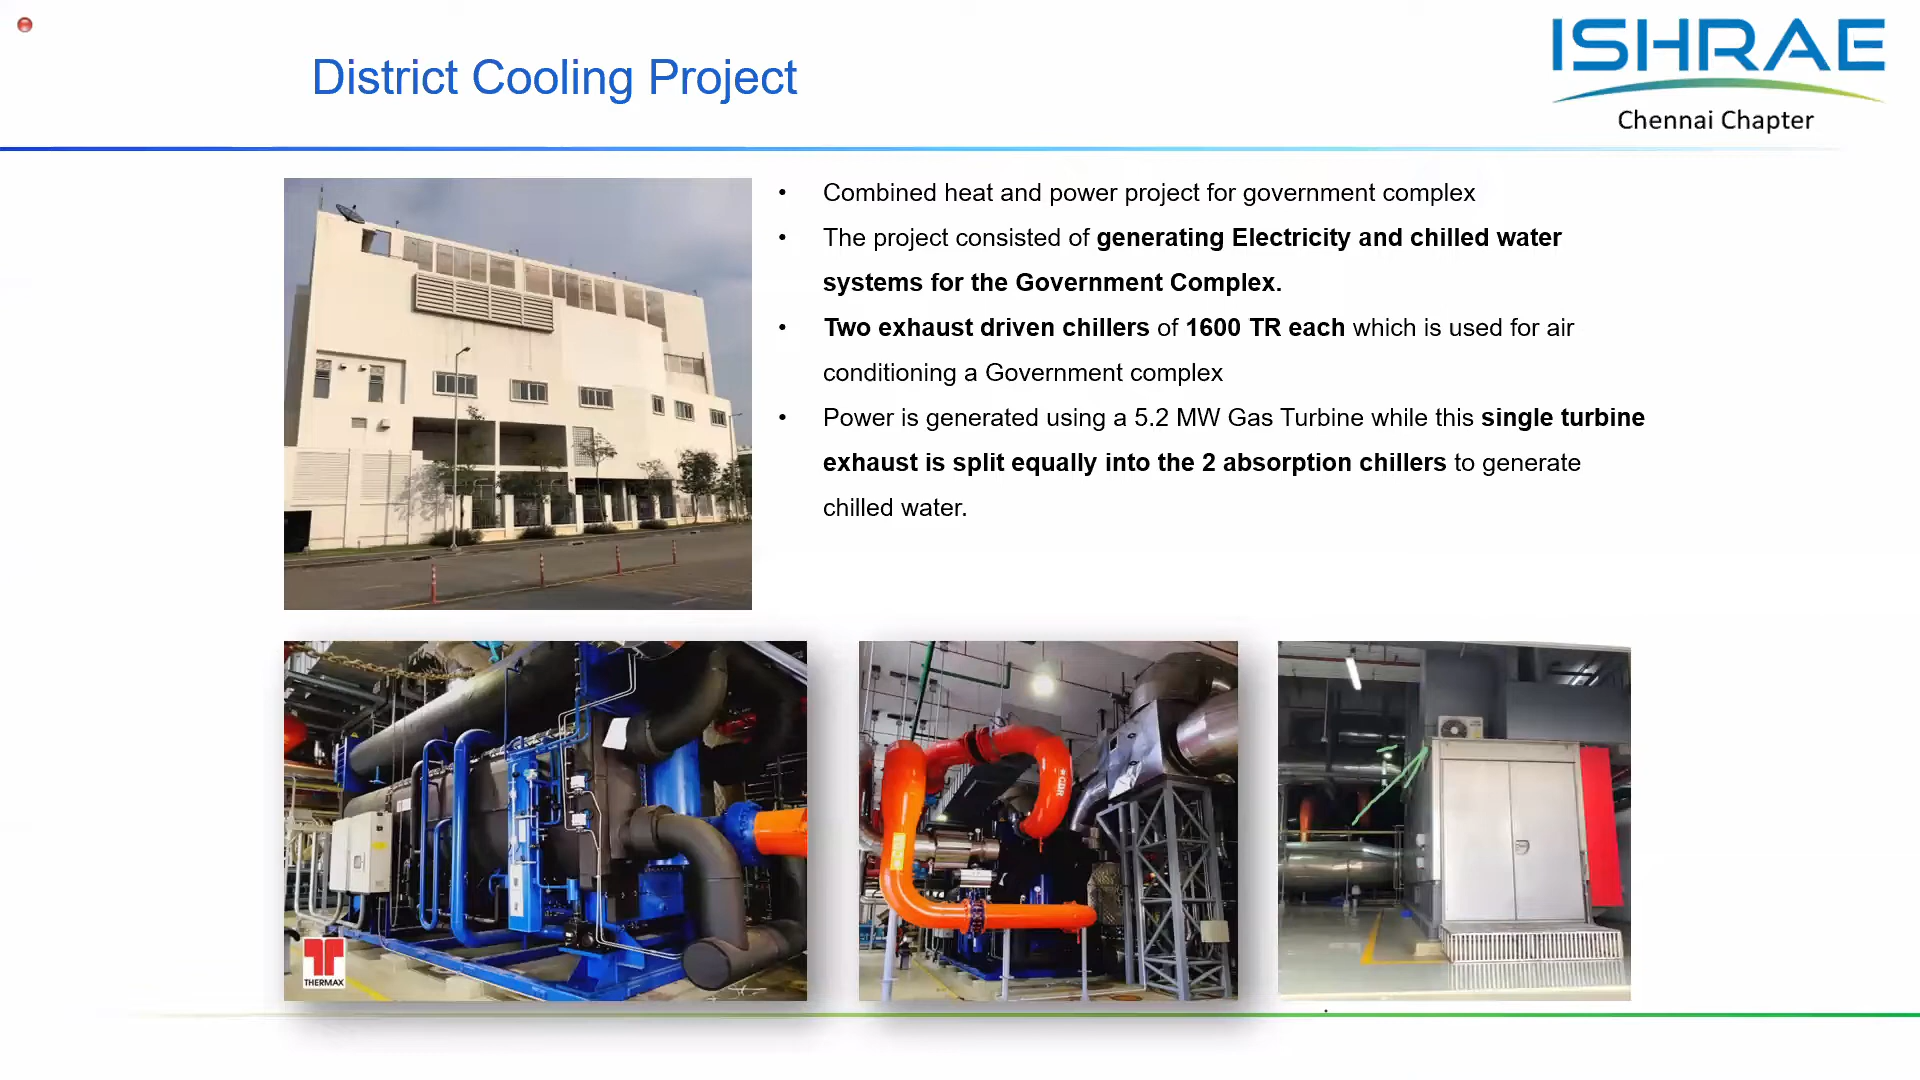 District Cooling Project
ISHRAE
Chennai Chapter
• Combined heat and power project for government complex
• The project consisted of generating Electricity and chilled water
systems for the Government Complex.
• Two exhaust driven chillers of 1600 TR each which is used for air
conditioning a Government complex
• Power is generated using a 5.2 MW Gas Turbine while this single turbine
exhaust is split equally into the 2 absorption chillers to generate
chilled water.
THERMAX